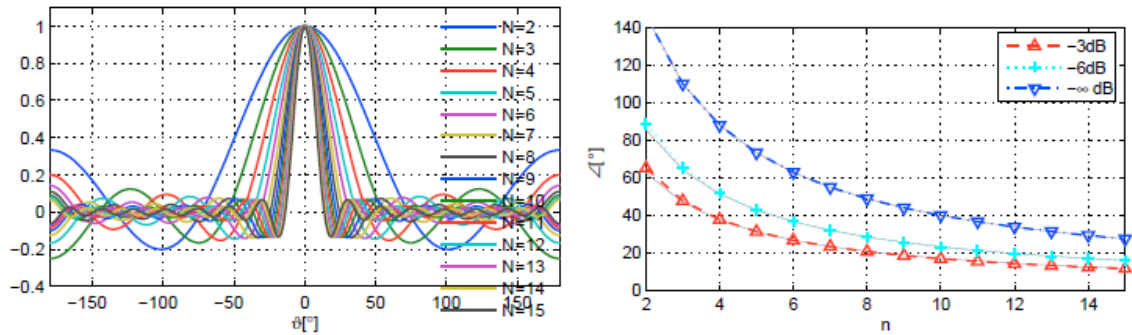 1
0.8
0.6
0.4
0.2
0
−0.2
−0.4
−150 −100 −50 0 50 100 150
ϑ[°]
N=2
N=3
N=4
N=5
N=6
N=7
N=8
N=9
N=10
N=11
N=12
N=13
N=14
N=15
140
120
100
80
60
40
20
0
2 4 6 8 10 12 14
n
∠[°]
−3dB
−6dB
−∞ dB